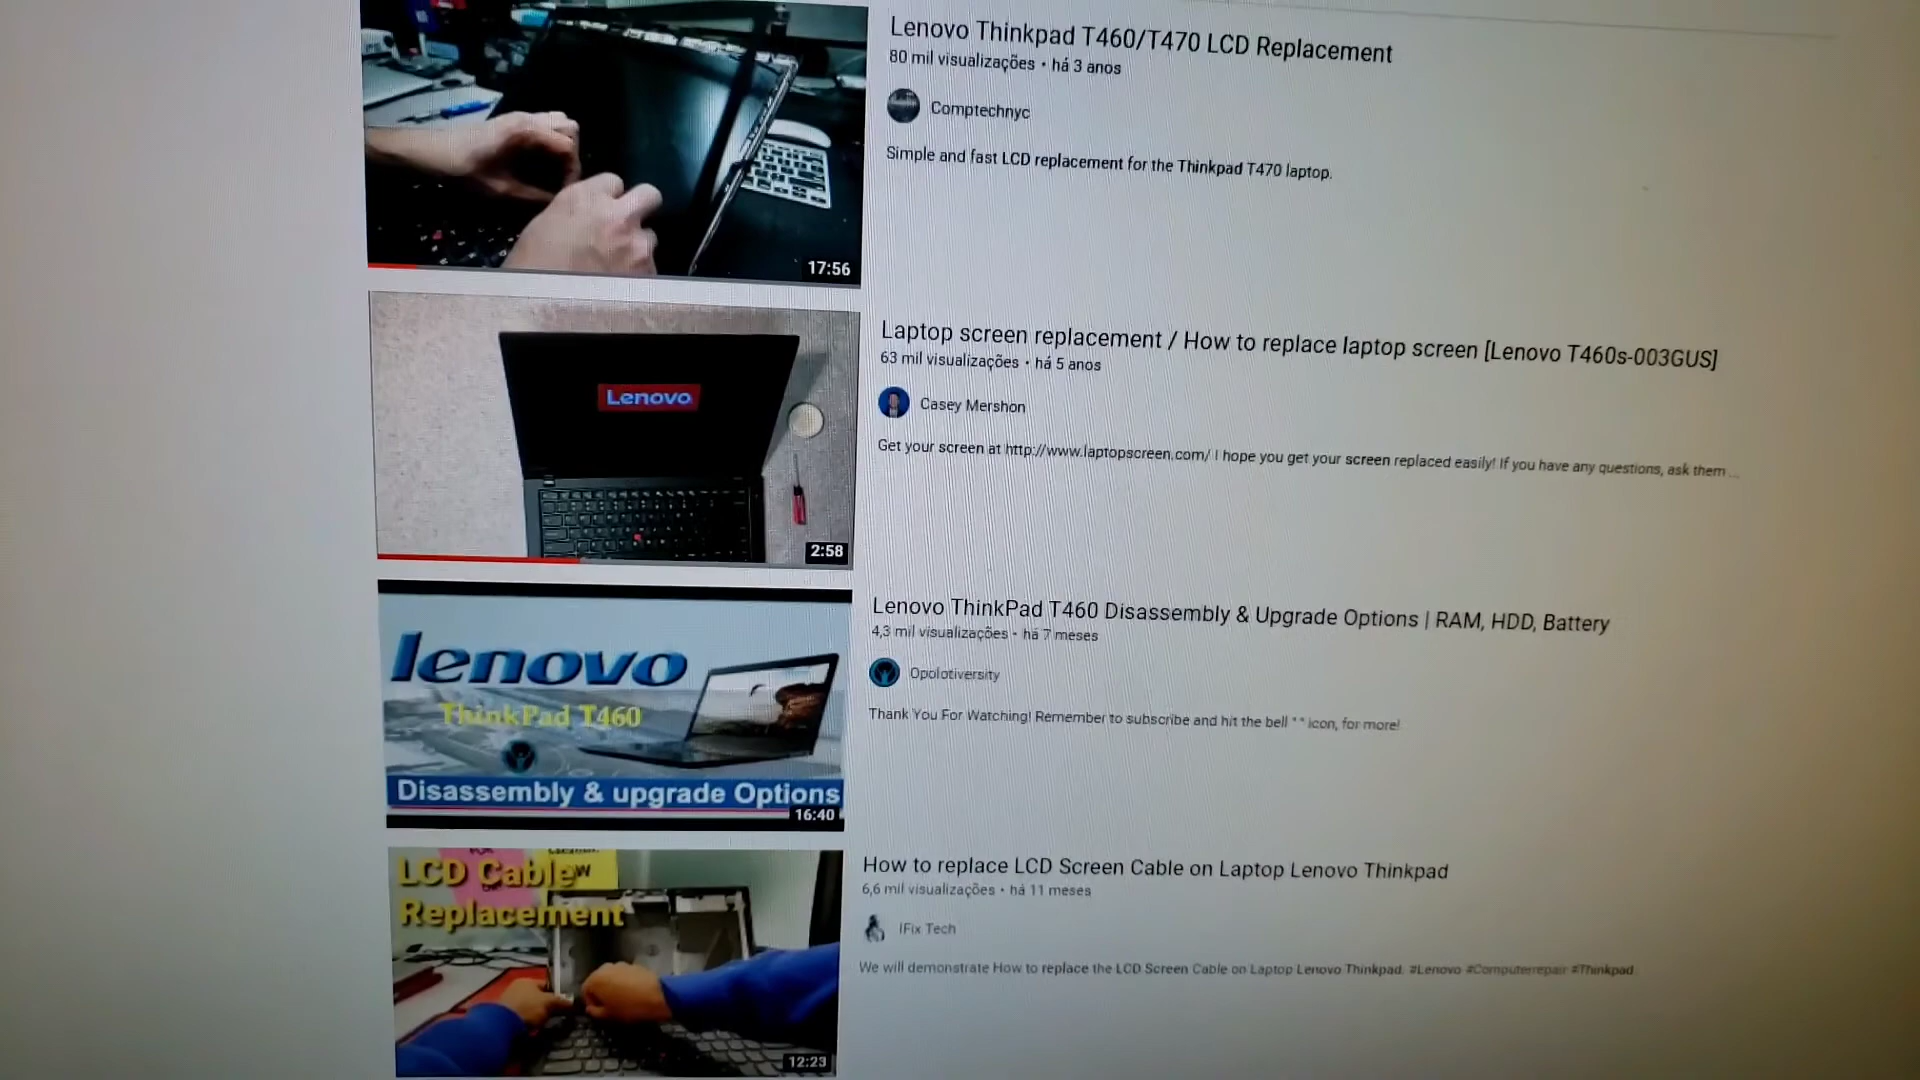 Lenovo Thinkpad T460/T470 LCD Replacement
80 mil visualizações • há 3 anos
Comptechnyc
Simple and fast LCD replacement for the Thinkpad T470 laptop.
17:56
Laptop screen replacement / How to replace laptop screen [Lenovo T460s-003GUS]
63 mil visualizações • há 5 anos
Lenovo
Casey Mershon
Get your screen at http://www.laptopscreen.com/ I hope you get your screen replaced easily! If you have any questions, ask them ...
2:58
Lenovo ThinkPad T460 Disassembly & Upgrade Options | RAM, HDD, Battery
4,3 mil visualizações • há 7 meses
lenovo
Opolotiversity
ThinkPad T460
Thank You For Watching! Remember to subscribe and hit the bell " " icon, for more!
Disassembly & upgrade Options
16:40
How to replace LCD Screen Cable on Laptop Lenovo Thinkpad
6,6 mil visualizações • há 11 meses
LCD Cable
Replacement
IFix Tech
We will demonstrate How to replace the LCD Screen Cable on Laptop Lenovo Thinkpad. #Lenovo #Computerrepair #Thinkpad
12:23